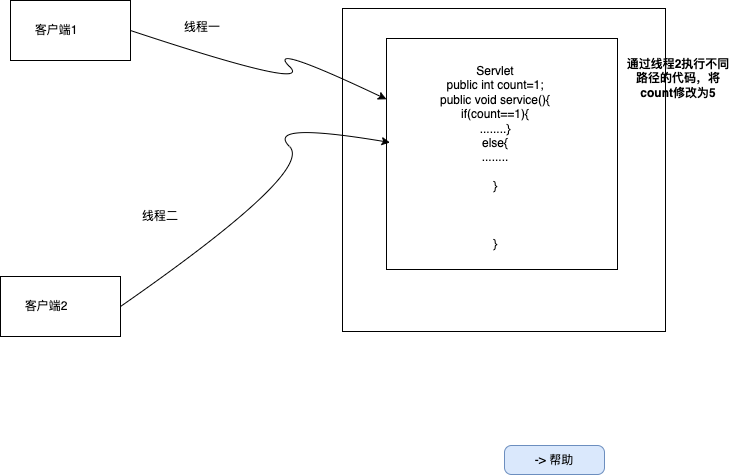 客户端1
线程一
Servlet
public int count=1;
public void service(){
if(count==1){
........}
else{
........
}
}
通过线程2执行不同
路径的代码，将
count修改为5
线程二
客户端2
-> 帮助